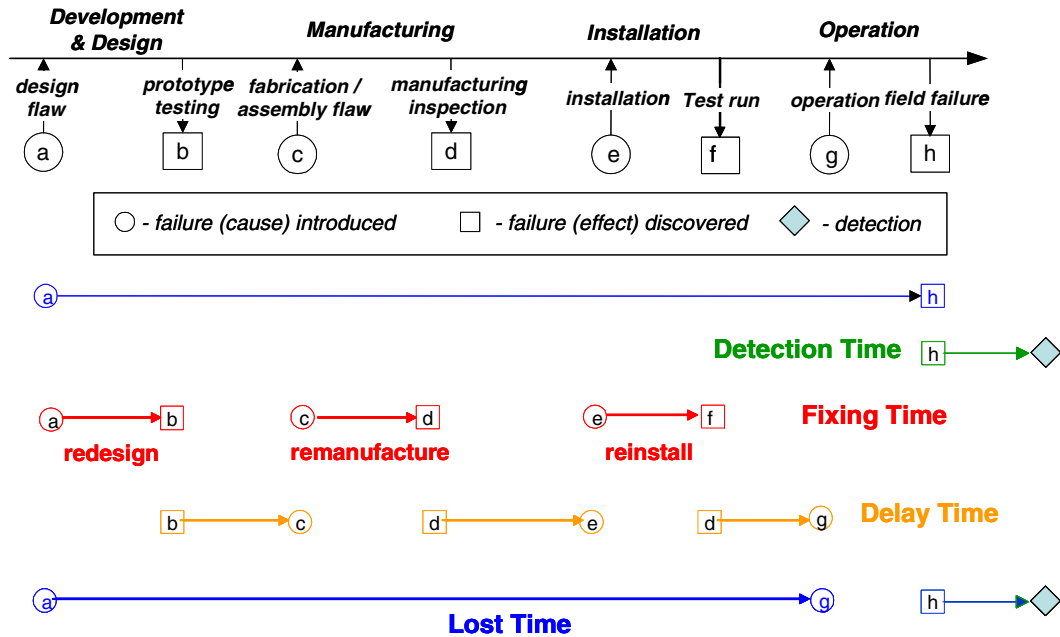 Development
& Design
Manufacturing
Installation
Operation
design
flaw
prototype
testing
fabrication /
assembly flaw
manufacturing
inspection
installation
Test run
operation
field failure
a
b
c
d
e
f
g
h
- failure (cause) introduced
- failure (effect) discovered
- detection
a
h
Detection Time
h
a
b
c
d
e
f
Fixing Time
redesign
remanufacture
reinstall
b
c
d
e
d
g
Delay Time
a
g
h
Lost Time